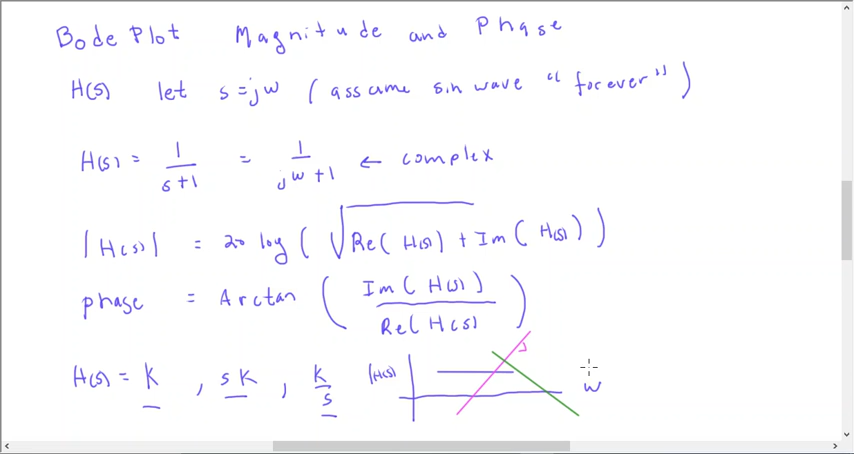 Bode Plot Magnitude and Phase
H(s) let s=jw (assume sin wave "forever")
H(s) = 1/(s+1) = 1/(jw+1) ← complex
|H(s)| = 20 log(√(Re(H(s)) + Im(H(s))))
phase = Arctan(Im(H(s))/Re(H(s)))
H(s) = k, sk, k/s |H(s)| w